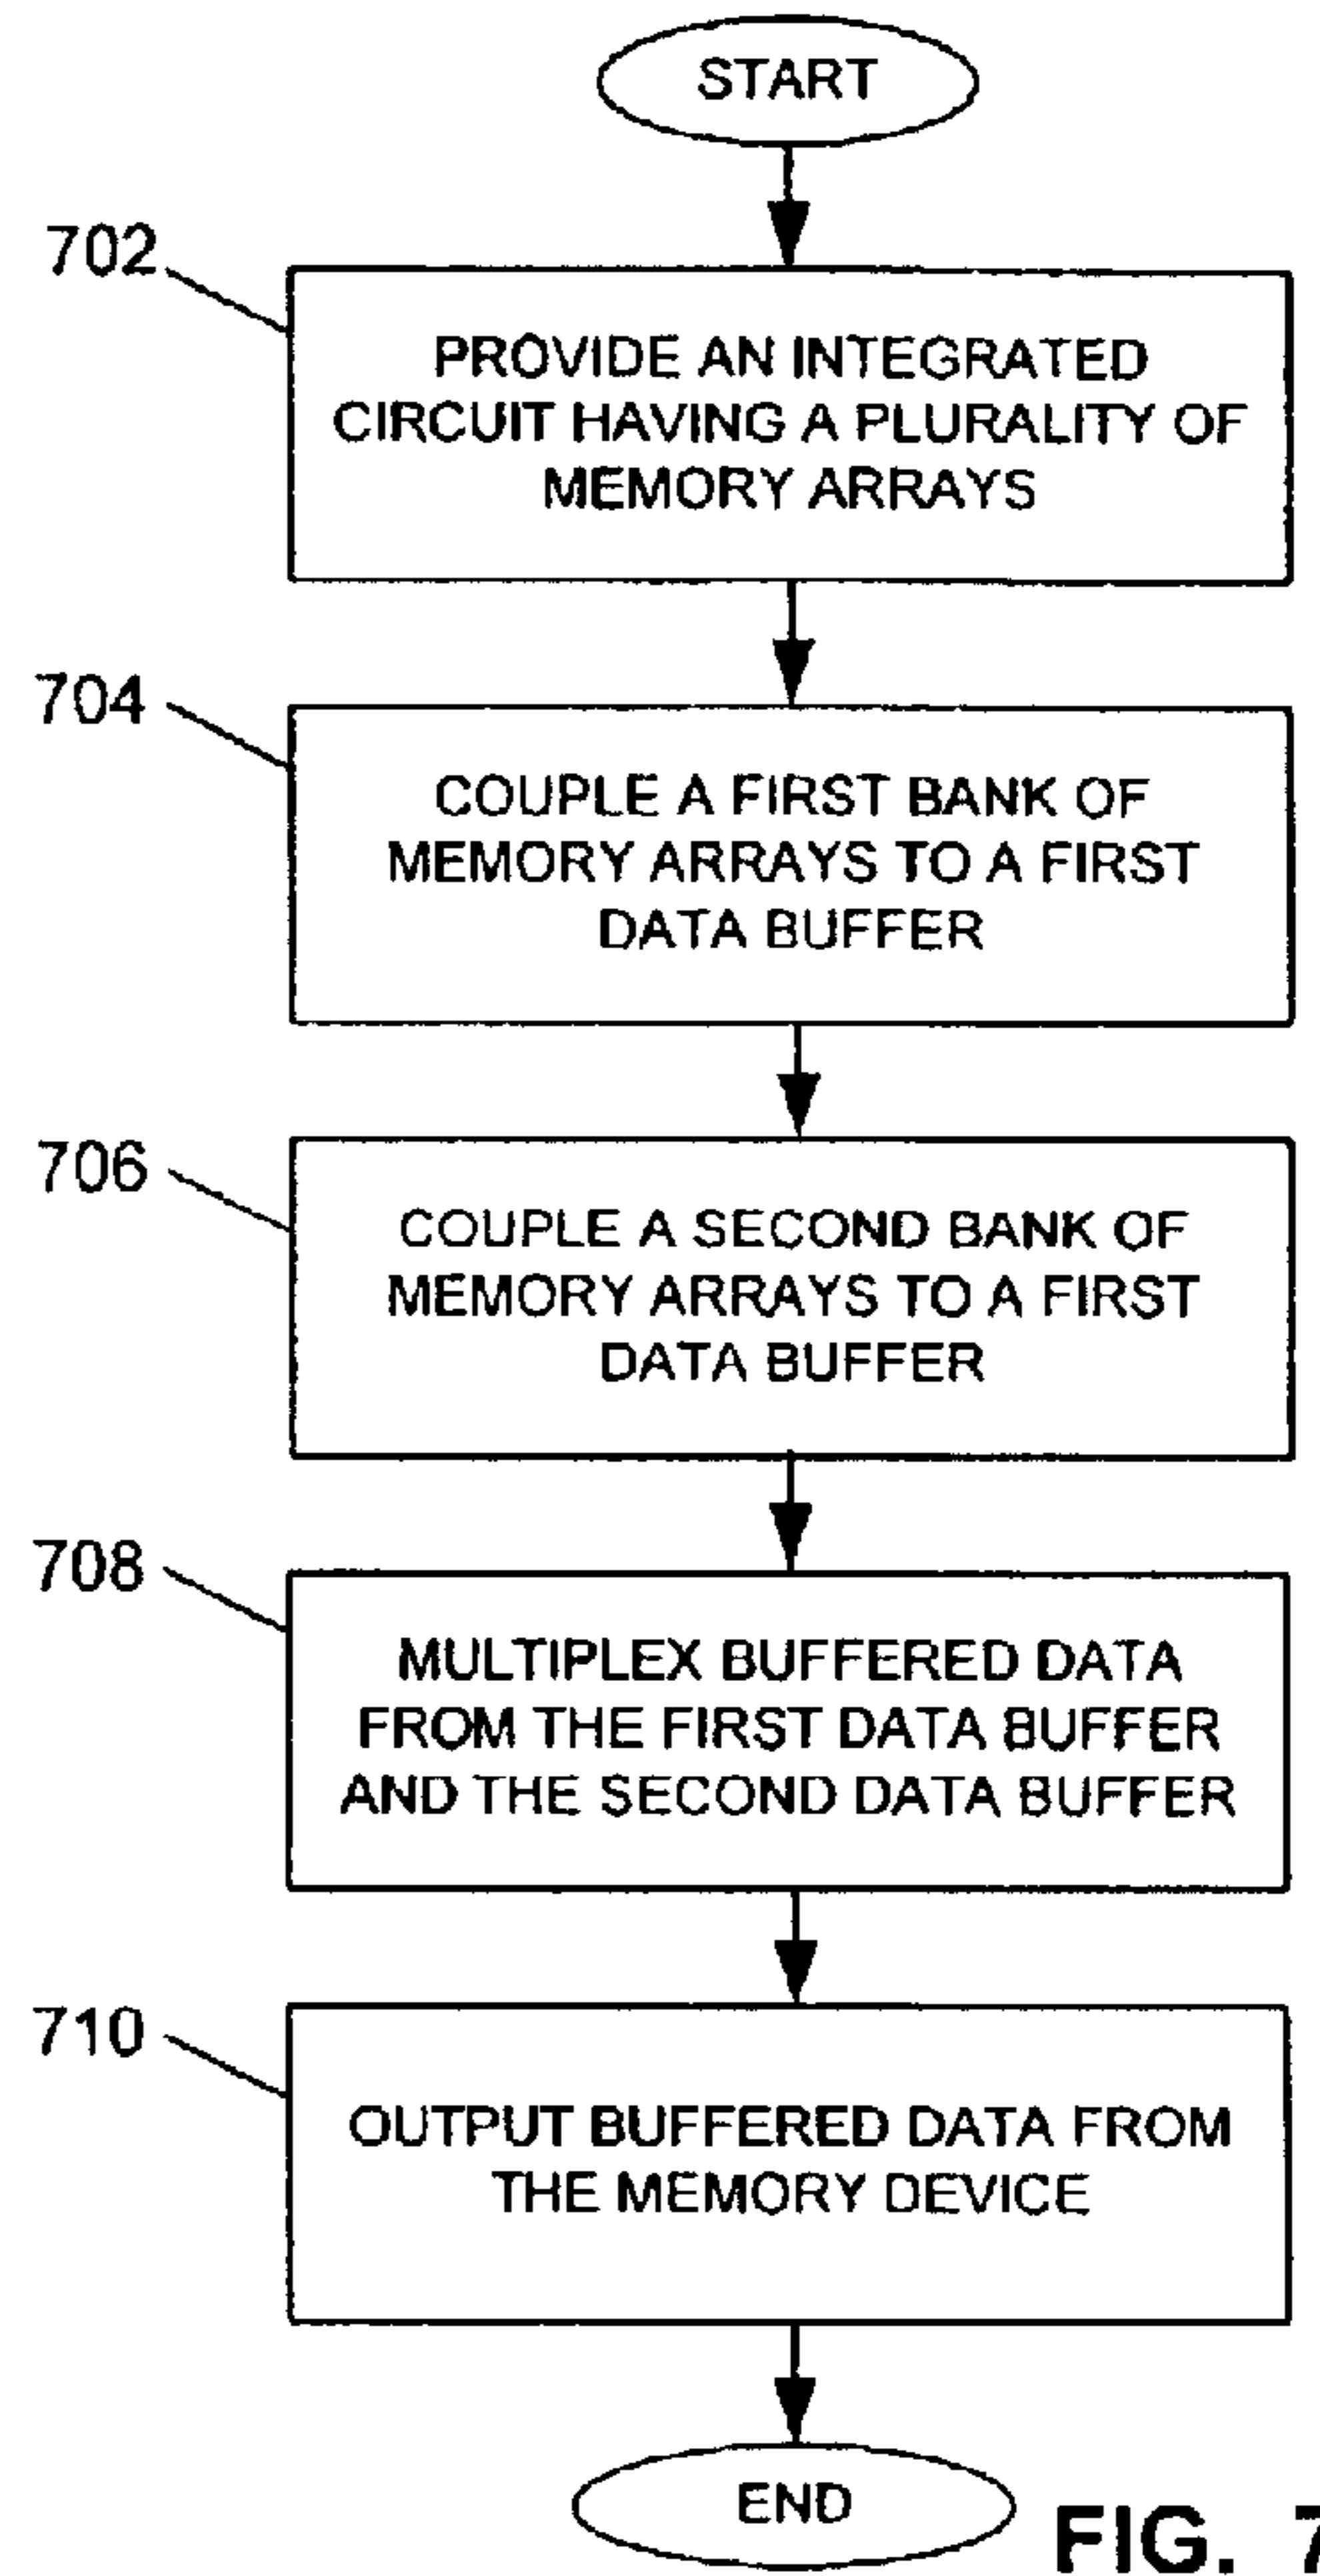 START
702
PROVIDE AN INTEGRATED
CIRCUIT HAVING A PLURALITY OF
MEMORY ARRAYS
704
COUPLE A FIRST BANK OF
MEMORY ARRAYS TO A FIRST
DATA BUFFER
706
COUPLE A SECOND BANK OF
MEMORY ARRAYS TO A FIRST
DATA BUFFER
708
MULTIPLEX BUFFERED DATA
FROM THE FIRST DATA BUFFER
AND THE SECOND DATA BUFFER
710
OUTPUT BUFFERED DATA FROM
THE MEMORY DEVICE
END
FIG. 7